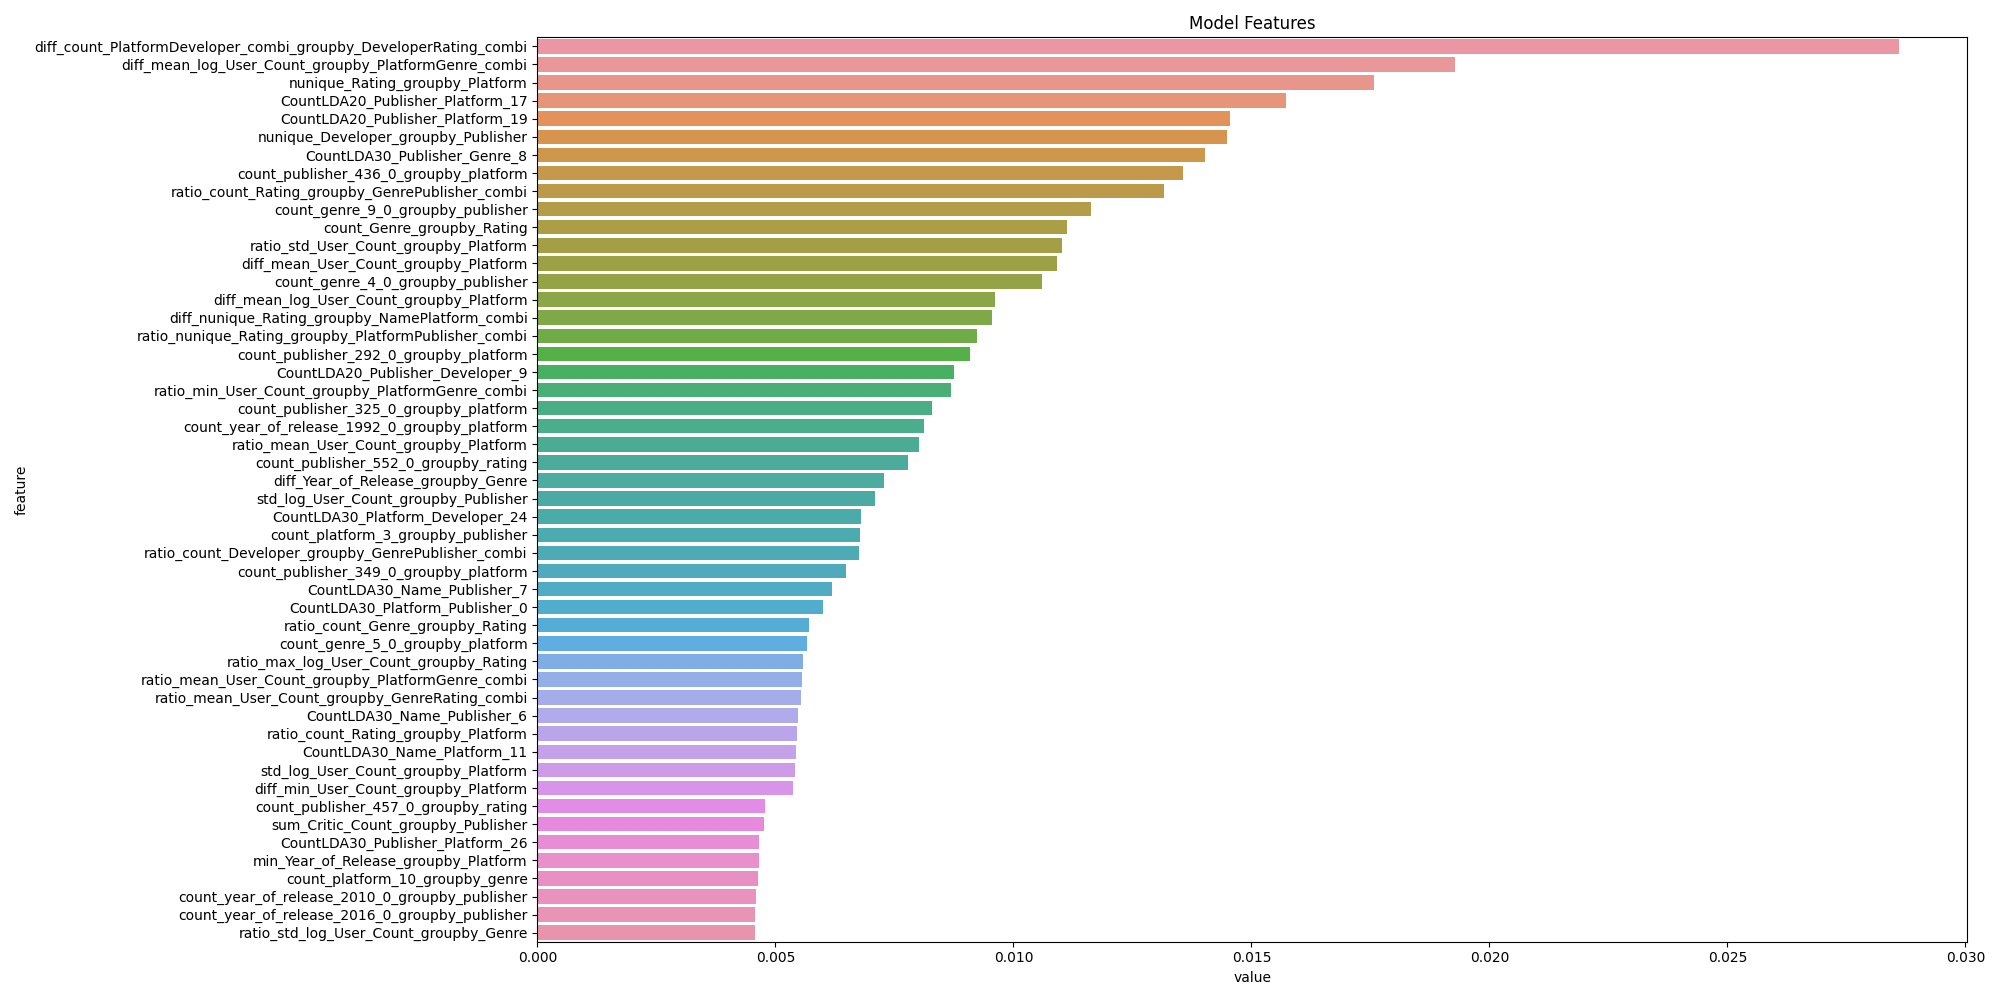 Model Features
diff_count_PlatformDeveloper_combi_groupby_DeveloperRating_combi
diff_mean_log_User_Count_groupby_PlatformGenre_combi
nunique_Rating_groupby_Platform
CountLDA20_Publisher_Platform_17
CountLDA20_Publisher_Platform_19
nunique_Developer_groupby_Publisher
CountLDA30_Publisher_Genre_8
count_publisher_436_0_groupby_platform
ratio_count_Rating_groupby_GenrePublisher_combi
count_genre_9_0_groupby_publisher
count_Genre_groupby_Rating
ratio_std_User_Count_groupby_Platform
diff_mean_User_Count_groupby_Platform
count_genre_4_0_groupby_publisher
diff_mean_log_User_Count_groupby_Platform
diff_nunique_Rating_groupby_NamePlatform_combi
ratio_nunique_Rating_groupby_PlatformPublisher_combi
count_publisher_292_0_groupby_platform
CountLDA20_Publisher_Developer_9
ratio_min_User_Count_groupby_PlatformGenre_combi
count_publisher_325_0_groupby_platform
count_year_of_release_1992_0_groupby_platform
ratio_mean_User_Count_groupby_Platform
count_publisher_552_0_groupby_rating
diff_Year_of_Release_groupby_Genre
std_log_User_Count_groupby_Publisher
CountLDA30_Platform_Developer_24
count_platform_3_groupby_publisher
ratio_count_Developer_groupby_GenrePublisher_combi
count_publisher_349_0_groupby_platform
CountLDA30_Name_Publisher_7
CountLDA30_Platform_Publisher_0
ratio_count_Genre_groupby_Rating
count_genre_5_0_groupby_platform
ratio_max_log_User_Count_groupby_Rating
ratio_mean_User_Count_groupby_PlatformGenre_combi
ratio_mean_User_Count_groupby_GenreRating_combi
CountLDA30_Name_Publisher_6
ratio_count_Rating_groupby_Platform
CountLDA30_Name_Platform_11
std_log_User_Count_groupby_Platform
diff_min_User_Count_groupby_Platform
count_publisher_457_0_groupby_rating
sum_Critic_Count_groupby_Publisher
CountLDA30_Publisher_Platform_26
min_Year_of_Release_groupby_Platform
count_platform_10_groupby_genre
count_year_of_release_2010_0_groupby_publisher
count_year_of_release_2016_0_groupby_publisher
ratio_std_log_User_Count_groupby_Genre
feature
0.000 0.005 0.010 0.015 0.020 0.025 0.030
value